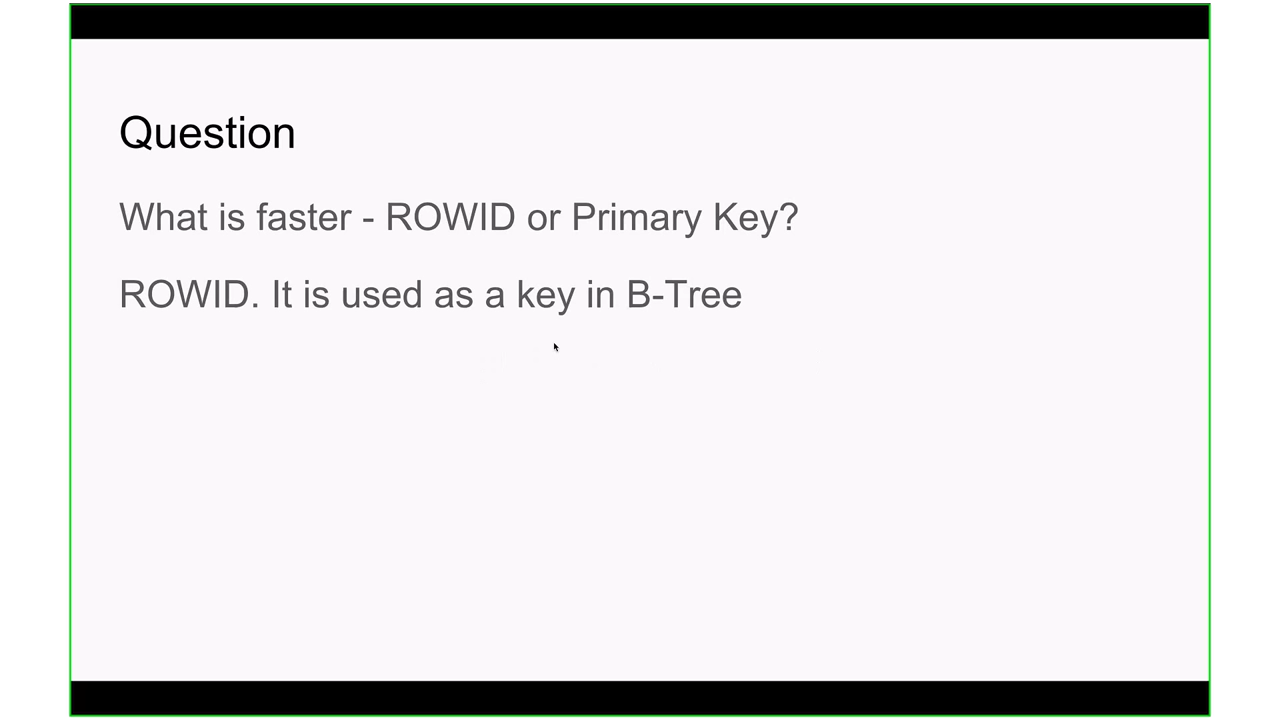 Question
What is faster - ROWID or Primary Key?
ROWID. It is used as a key in B-Tree